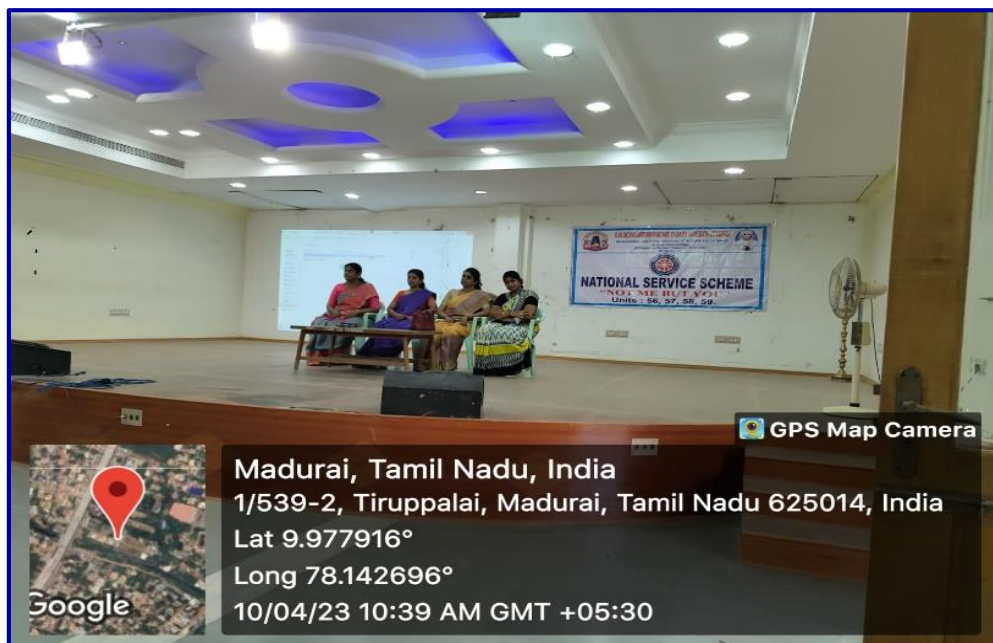 NATIONAL SERVICE SCHEME
"NOT ME BUT YOU"
Units : 56, 57, 58, 59.
GPS Map Camera
Madurai, Tamil Nadu, India
1/539-2, Tiruppalai, Madurai, Tamil Nadu 625014, India
Lat 9.977916°
Long 78.142696°
10/04/23 10:39 AM GMT +05:30
Google